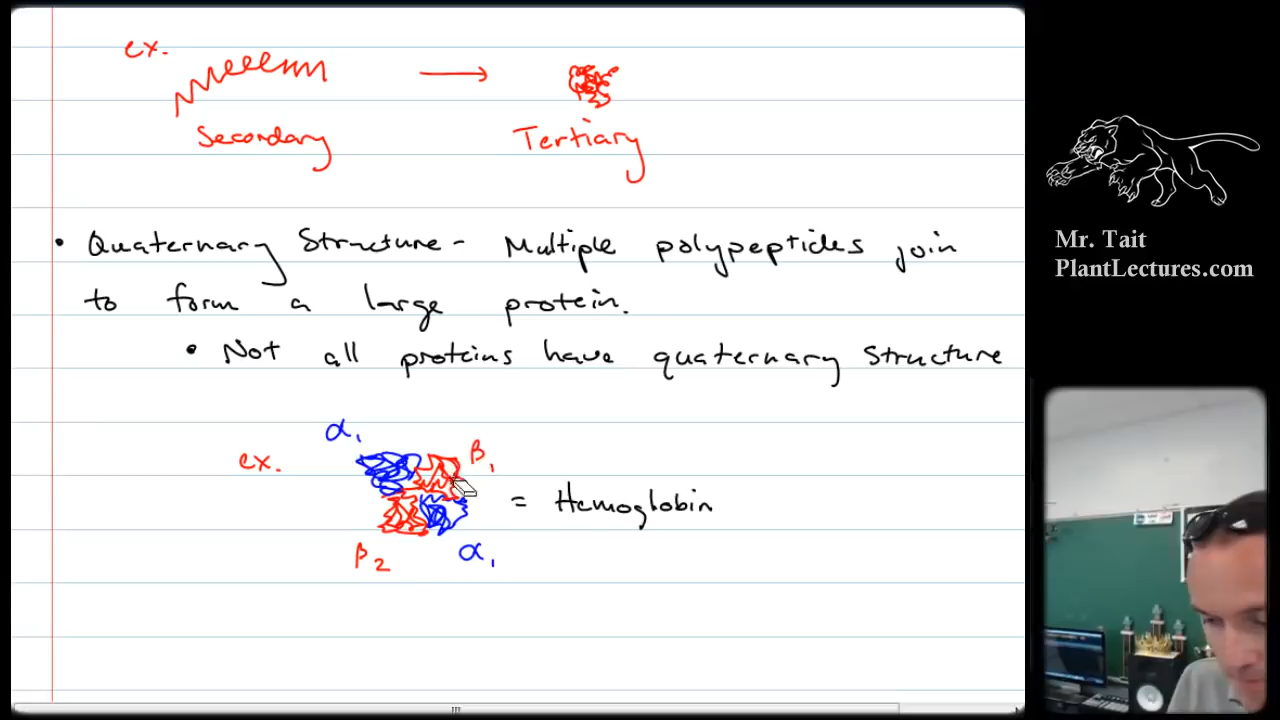 ex.
Secondary
Tertiary
• Quaternary Structure - Multiple polypeptides join
to form a large protein.
• Not all proteins have quaternary structure
ex.
α₁
β₁
= Hemoglobin
β₂
α₁
Mr. Tait
PlantLectures.com